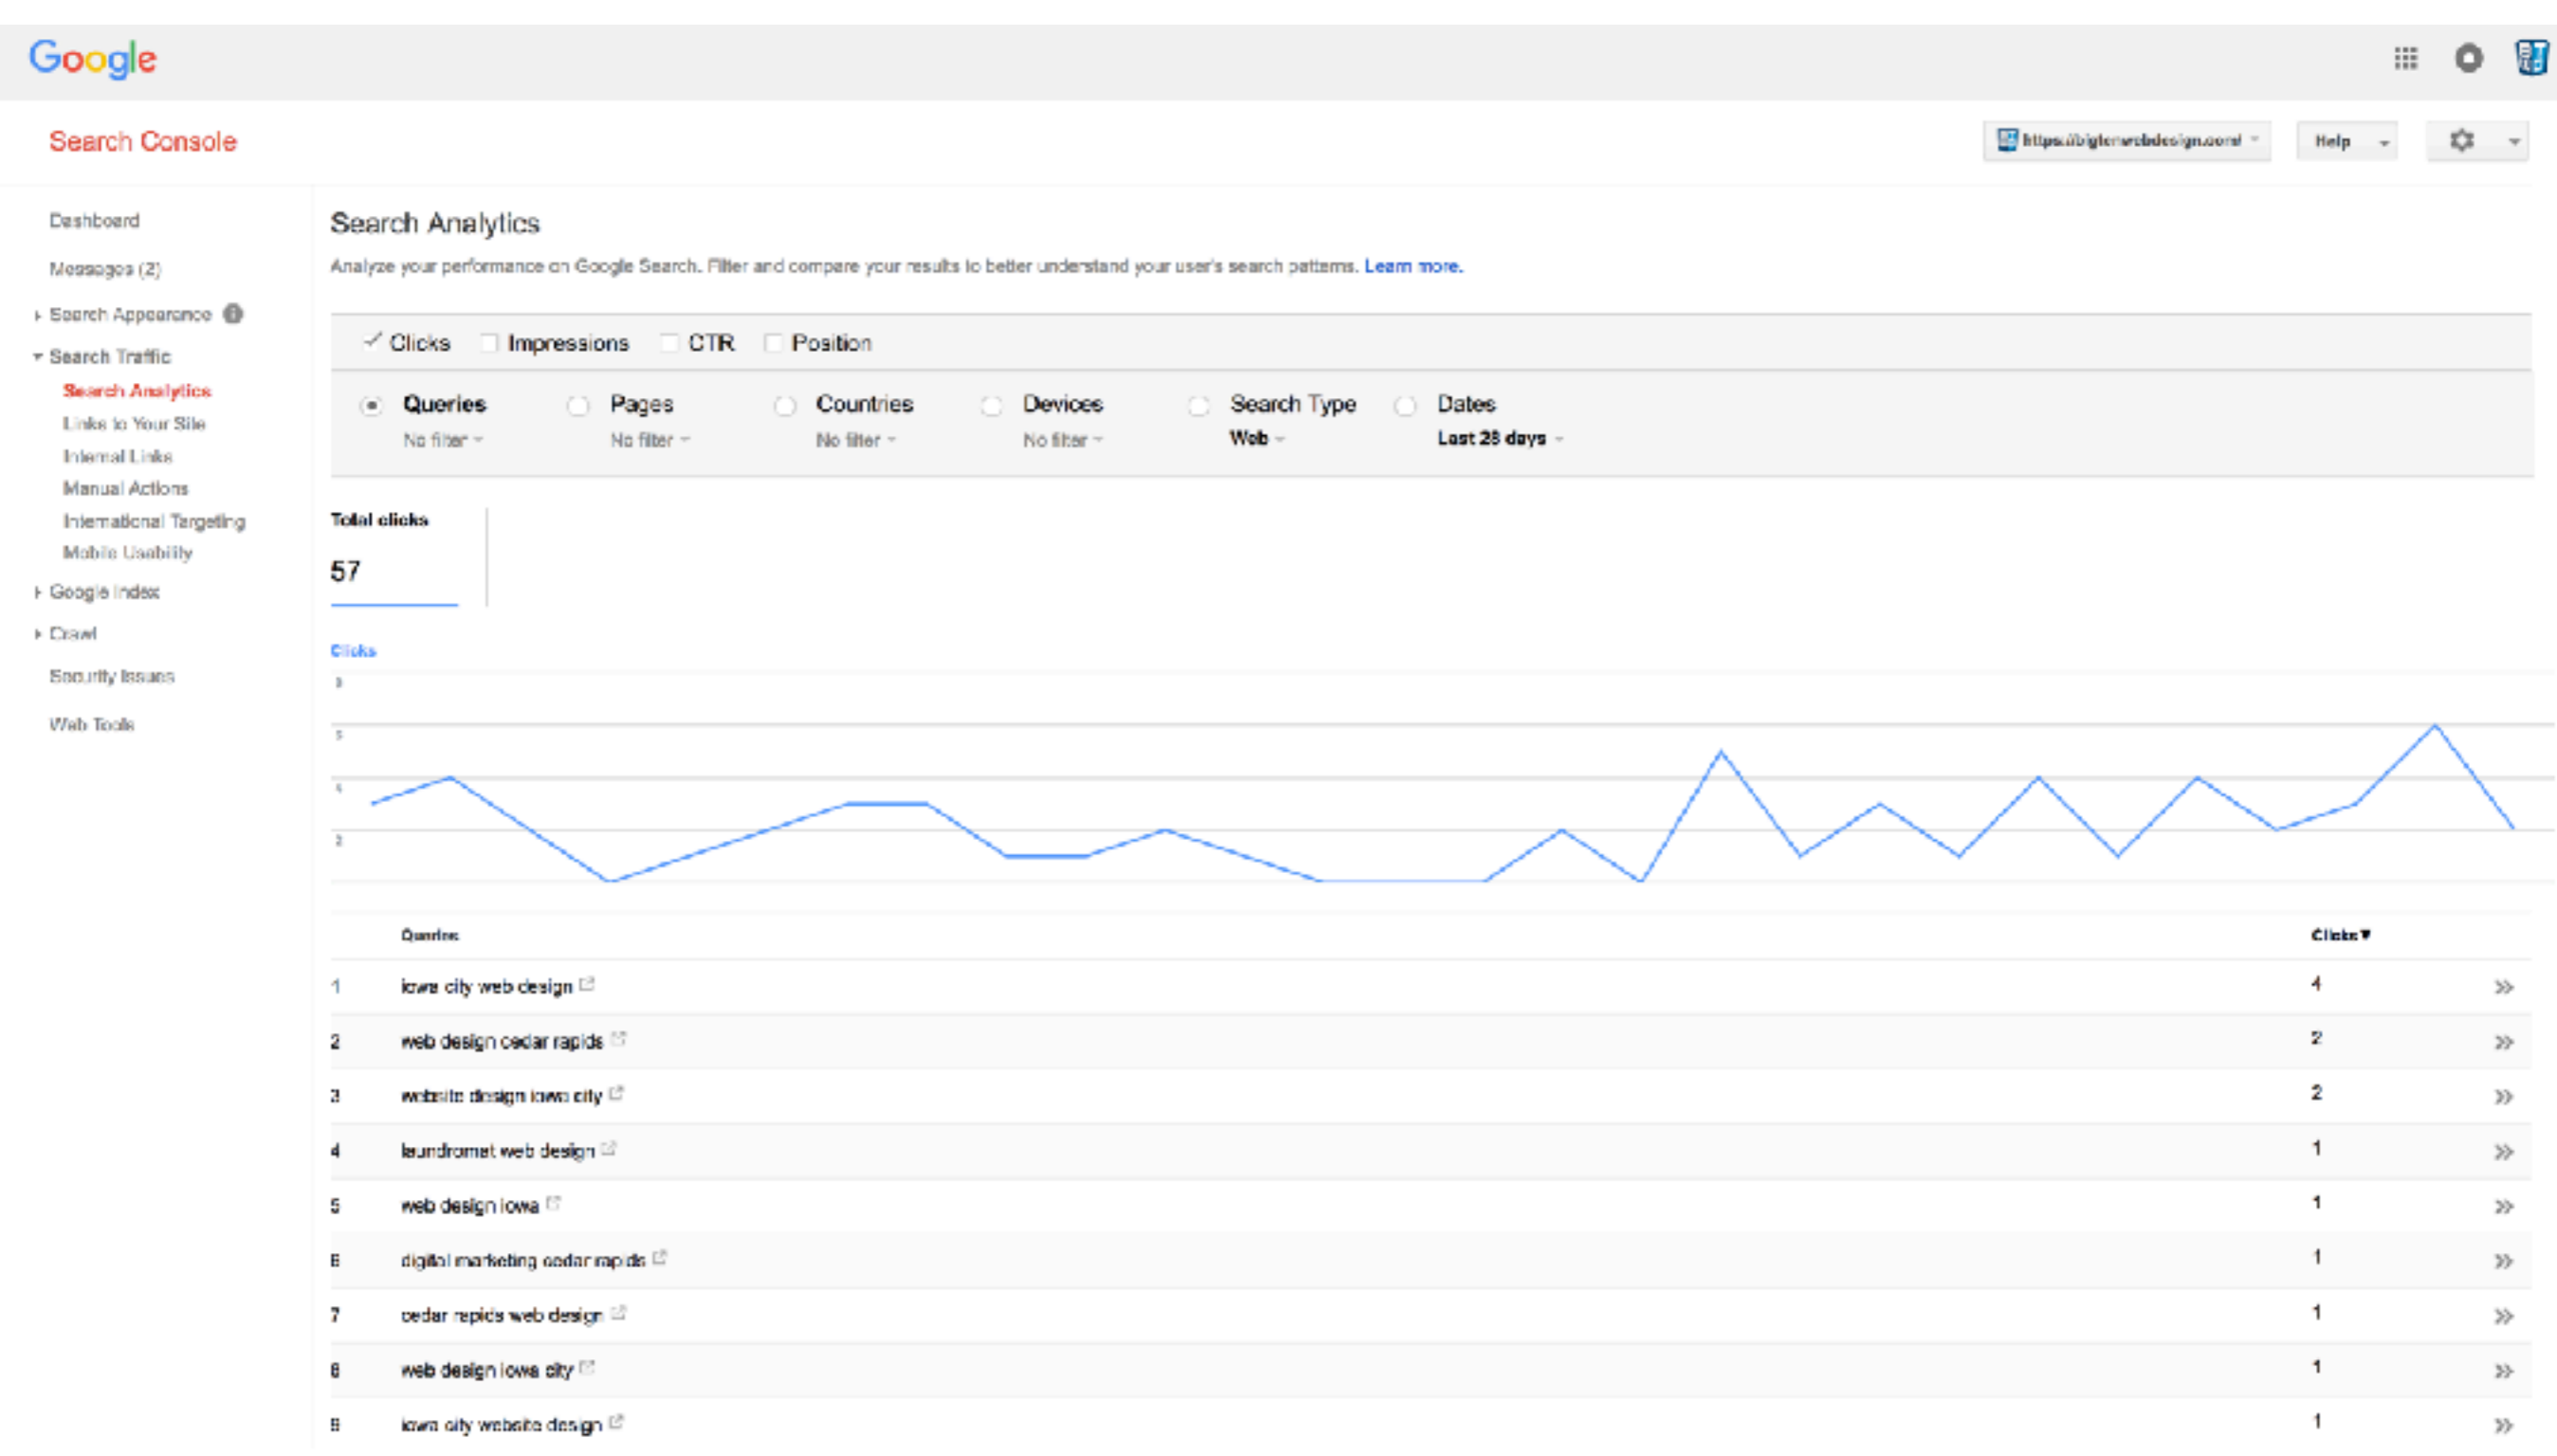 Google
Search Console
https://bigtenwebdesign.com/
Help
Dashboard
Messages (2)
Search Appearance
Search Traffic
Search Analytics
Links to Your Site
Internal Links
Manual Actions
International Targeting
Mobile Usability
Google Index
Crawl
Security Issues
Web Tools
Search Analytics
Analyze your performance on Google Search. Filter and compare your results to better understand your user's search patterns. Learn more.
Clicks Impressions CTR Position
Queries Pages Countries Devices Search Type Dates
No filter No filter No filter No filter Web Last 28 days
Total clicks
57
Clicks
2
Queries Clicks▼
1 iowa city web design 4 »
2 web design cedar rapids 2 »
3 website design iowa city 2 »
4 laundromat web design 1 »
5 web design iowa 1 »
6 digital marketing cedar rapids 1 »
7 cedar rapids web design 1 »
8 web design iowa city 1 »
9 iowa city website design 1 »